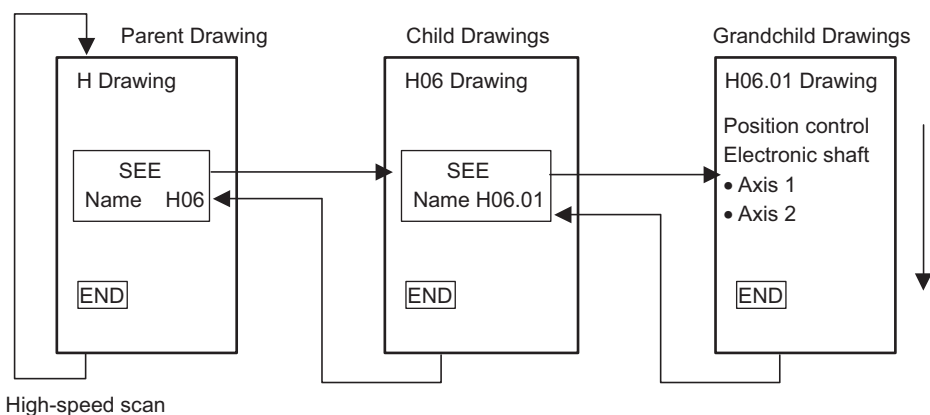 Parent Drawing
Child Drawings
Grandchild Drawings
H Drawing
SEE
Name H06
END
H06 Drawing
SEE
Name H06.01
END
H06.01 Drawing
Position control
Electronic shaft
• Axis 1
• Axis 2
END
High-speed scan